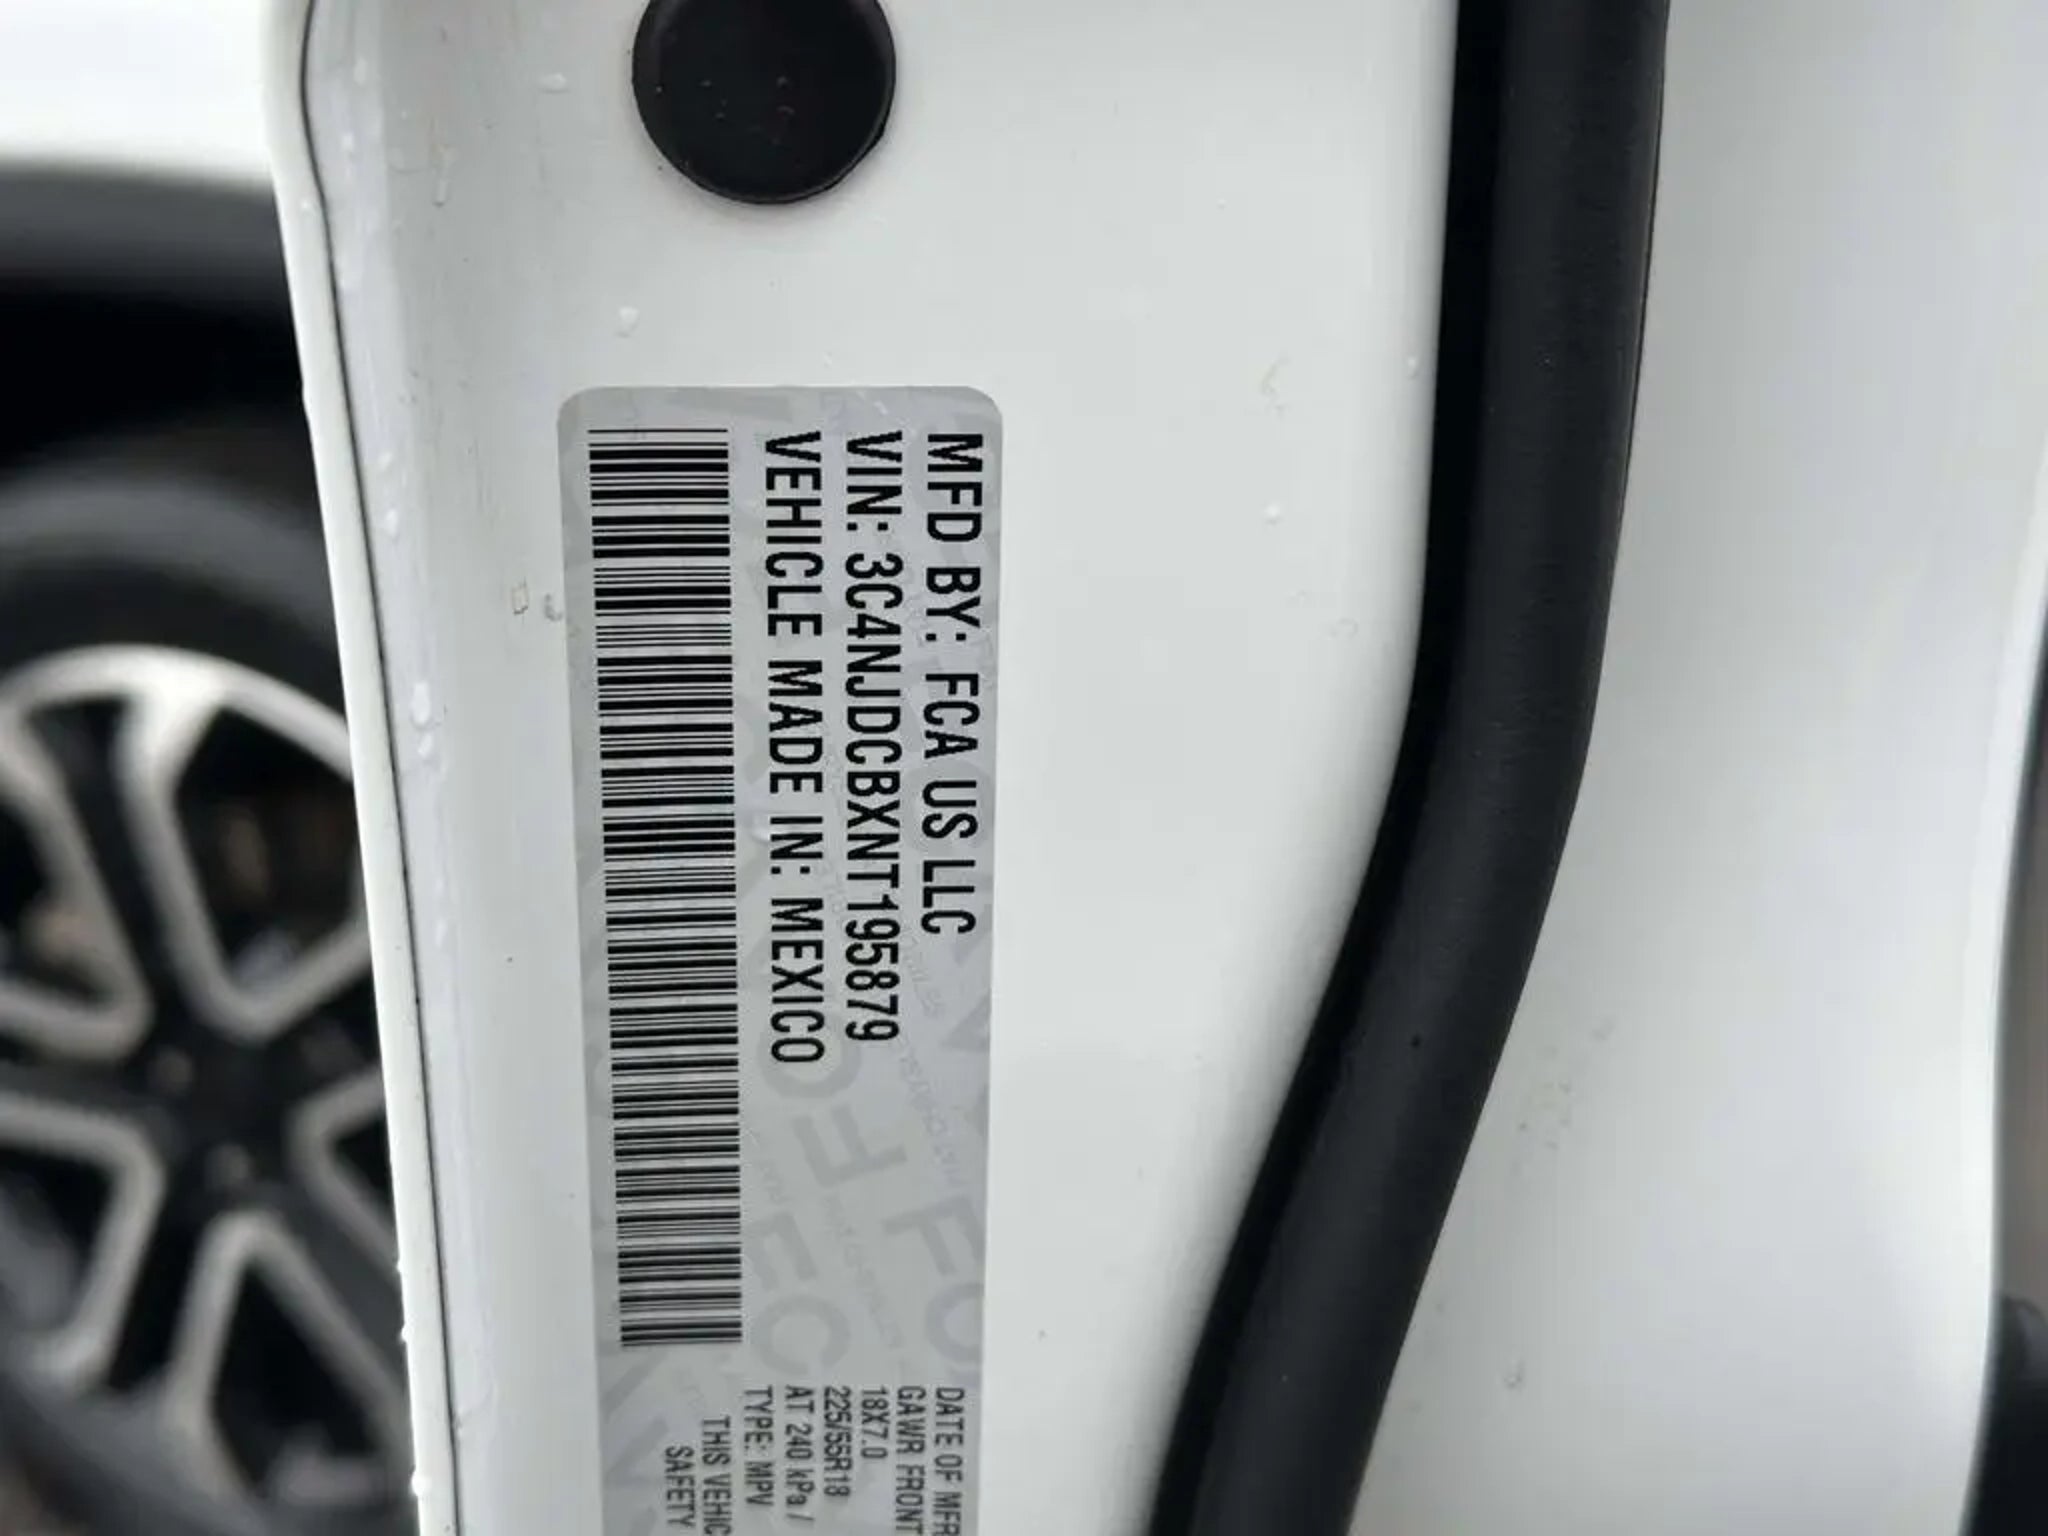 MFD BY: FCA US LLC
VIN: 3C4NJDCBXNT195879
VEHICLE MADE IN: MEXICO
DATE OF MFR
GAWR FRONT
18X7.0
225/55R18
AT 240 kPa /
TYPE: MPV
THIS VEHIC
SAFETY